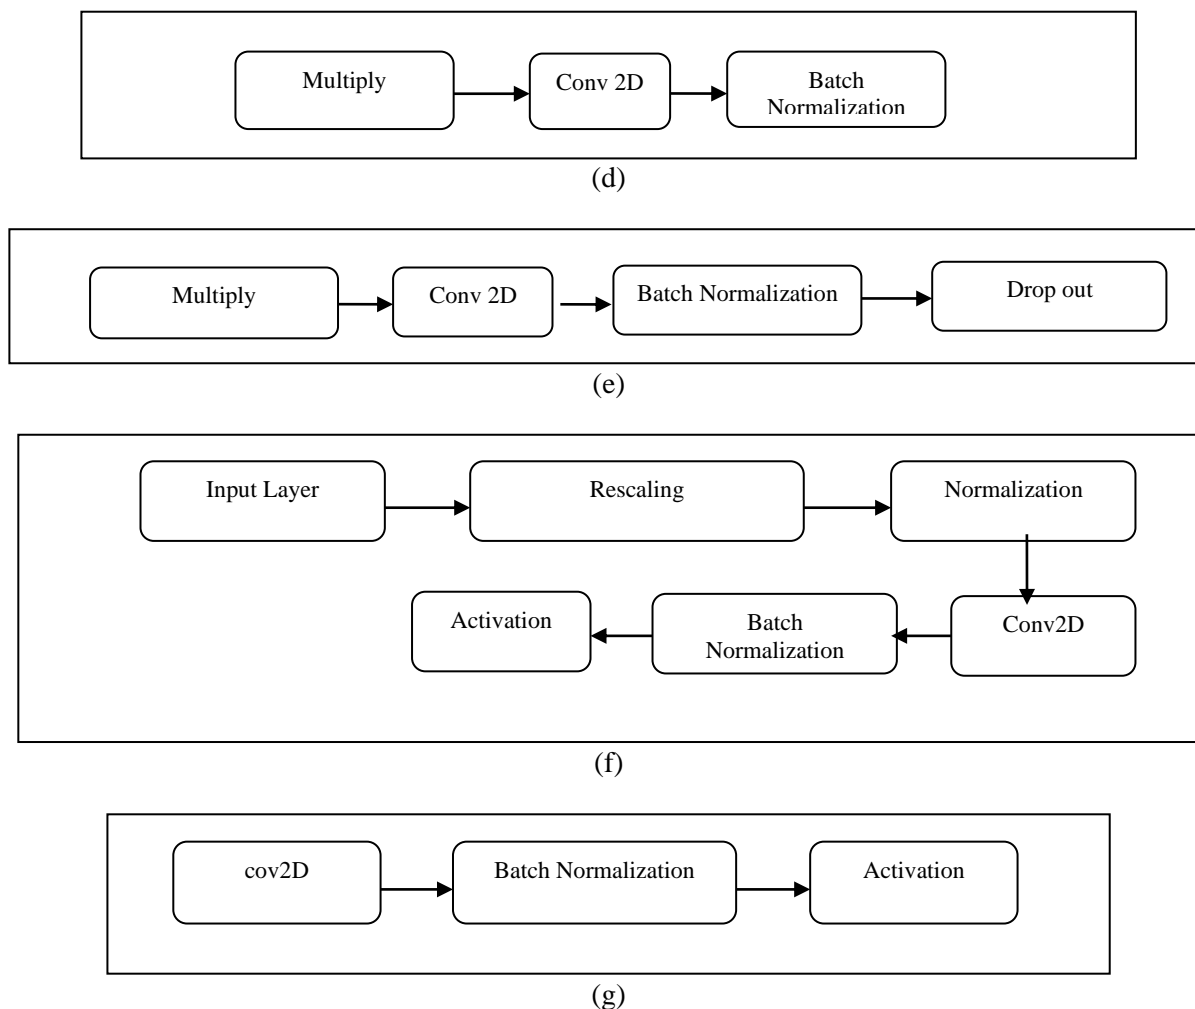 Multiply
Conv 2D
Batch
Normalization
(d)
Multiply
Conv 2D
Batch Normalization
Drop out
(e)
Input Layer
Rescaling
Normalization
Activation
Batch
Normalization
Conv2D
(f)
cov2D
Batch Normalization
Activation
(g)